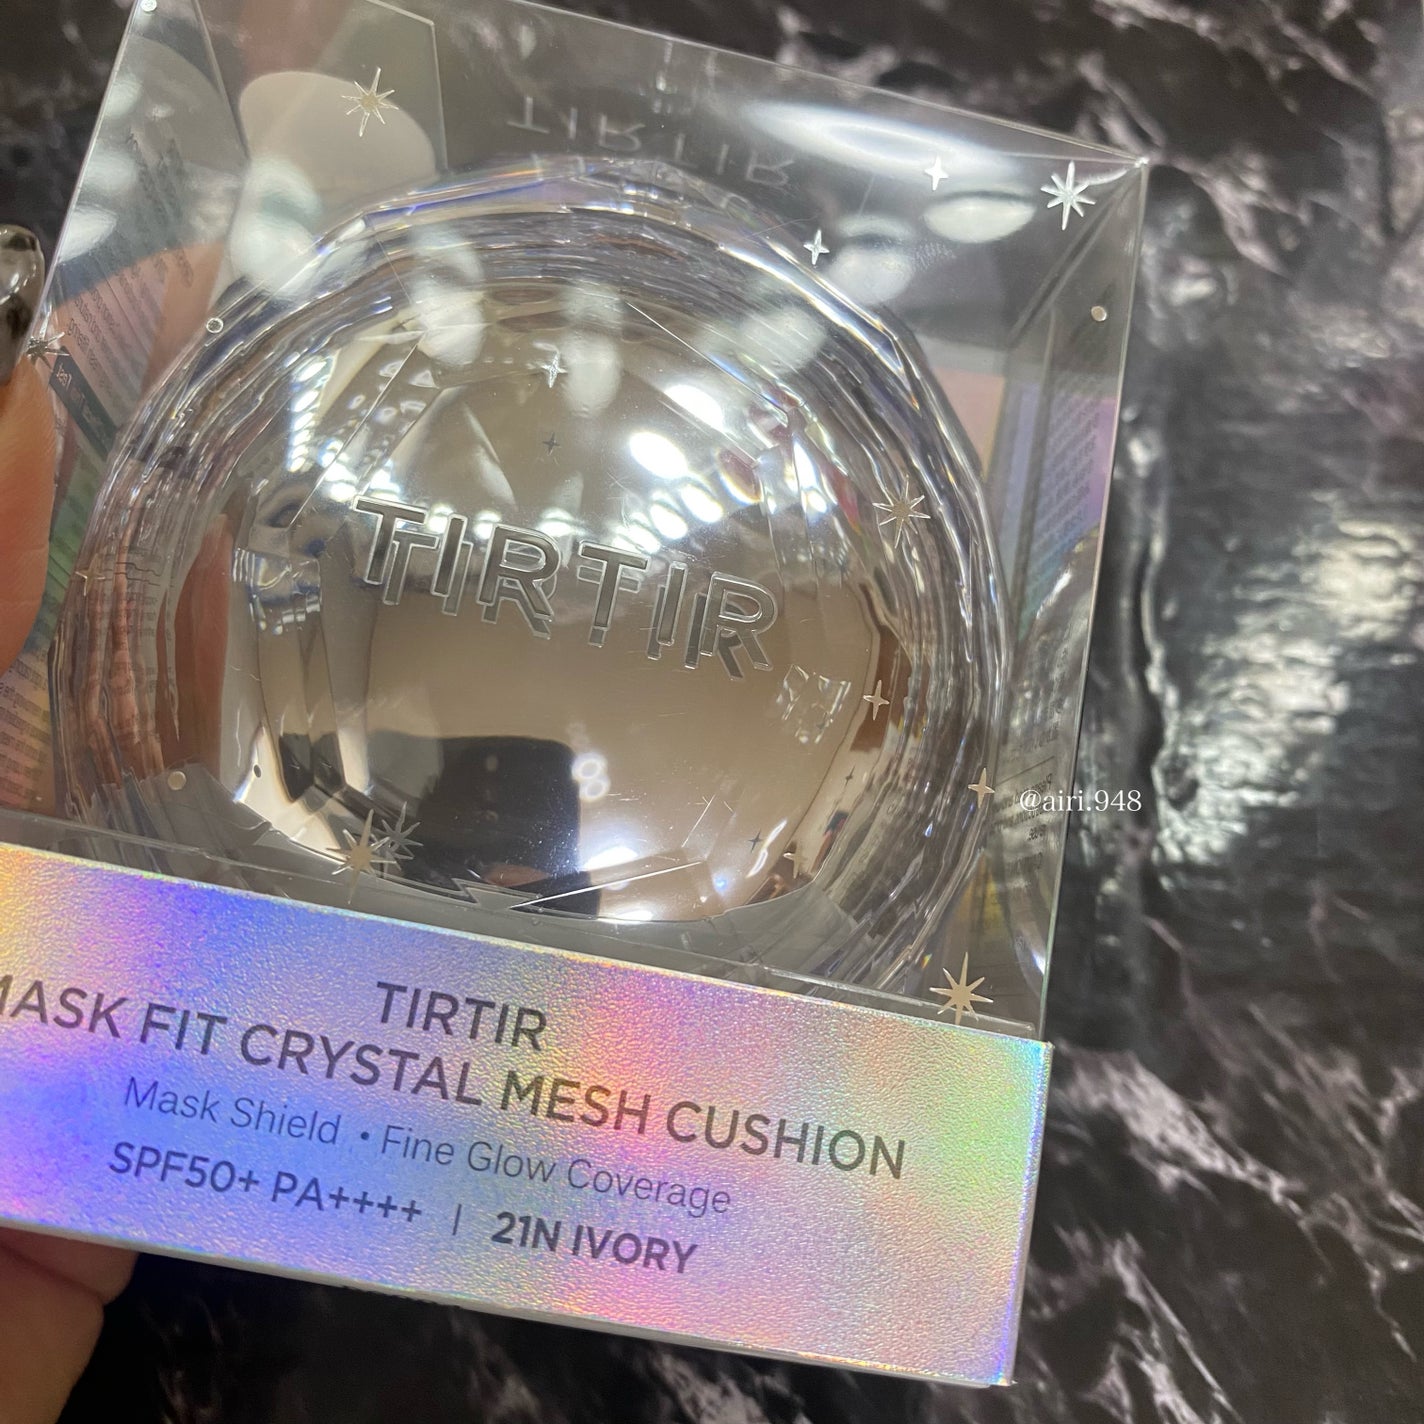 TIRTIR
TIRTIR
MASK FIT CRYSTAL MESH CUSHION
Mask Shield • Fine Glow Coverage
SPF50+ PA++++ | 21N IVORY
@airi.948